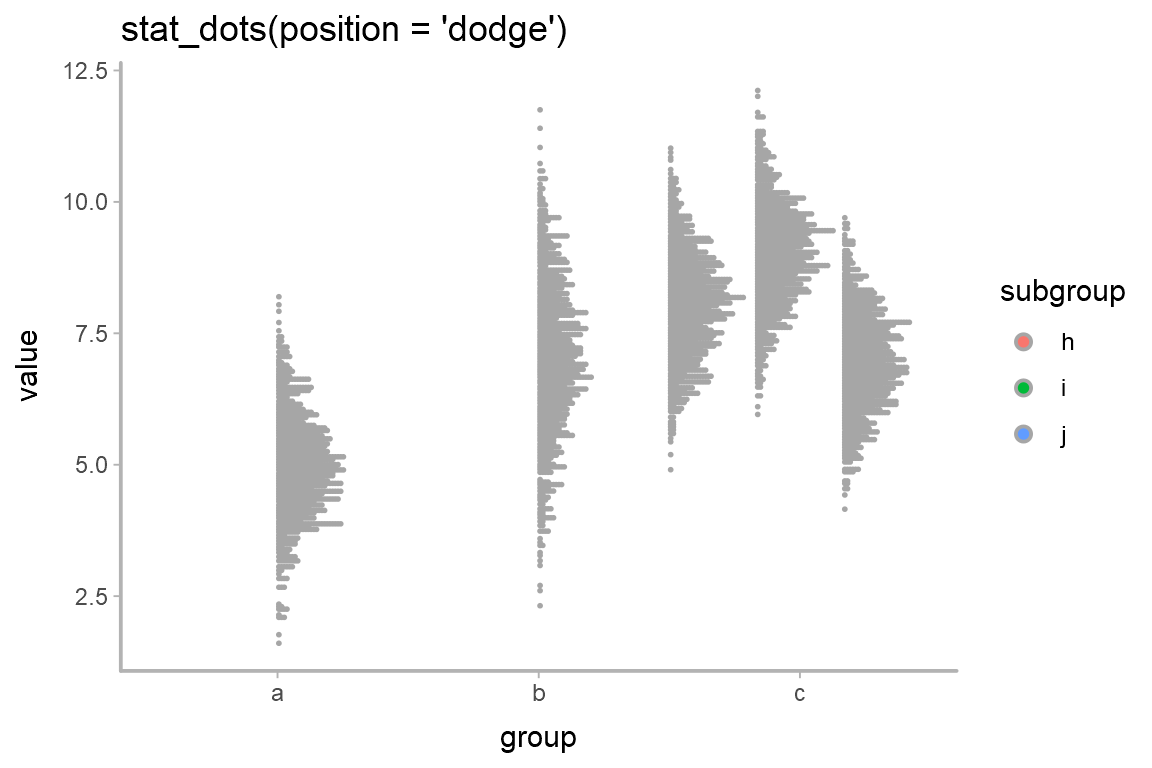 stat_dots(position = 'dodge')
12.5
10.0
7.5
5.0
2.5
value
a b c
group
subgroup
h
i
j